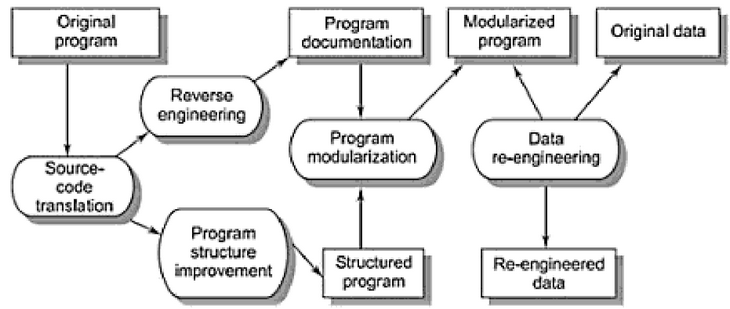 Original
program
Program
documentation
Modularized
program
Original data
Reverse
engineering
Program
modularization
Data
re-engineering
Source-
code
translation
Program
structure
improvement
Structured
program
Re-engineered
data